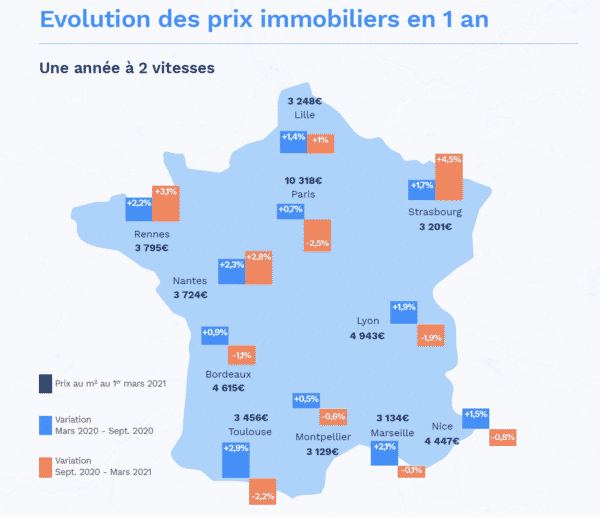 Evolution des prix immobiliers en 1 an
Une année à 2 vitesses
3 248€
Lille
+1,4%
+1%
10 318€
Paris
+0,7%
-2,5%
+4,5%
+1,7%
Strasbourg
3 201€
+3,1%
+2,2%
Rennes
3 795€
+2,8%
+2,3%
Nantes
3 724€
+1,9%
Lyon
4 943€
-1,9%
+0,9%
-1,1%
Bordeaux
4 615€
Prix au m² au 1er mars 2021
Variation
Mars 2020 - Sept. 2020
Variation
Sept. 2020 - Mars 2021
3 456€
Toulouse
+2,9%
-2,2%
+0,5%
-0,6%
Montpellier
3 129€
3 134€
Marseille
+2,1%
-0,1%
Nice
4 447€
+1,5%
-0,8%